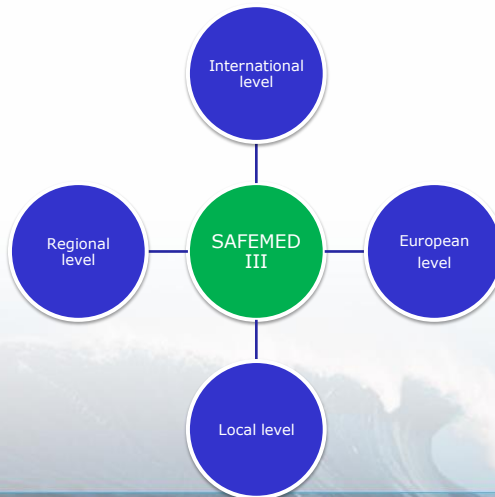 International
level
Regional
level
SAFEMED
III
European
level
Local level